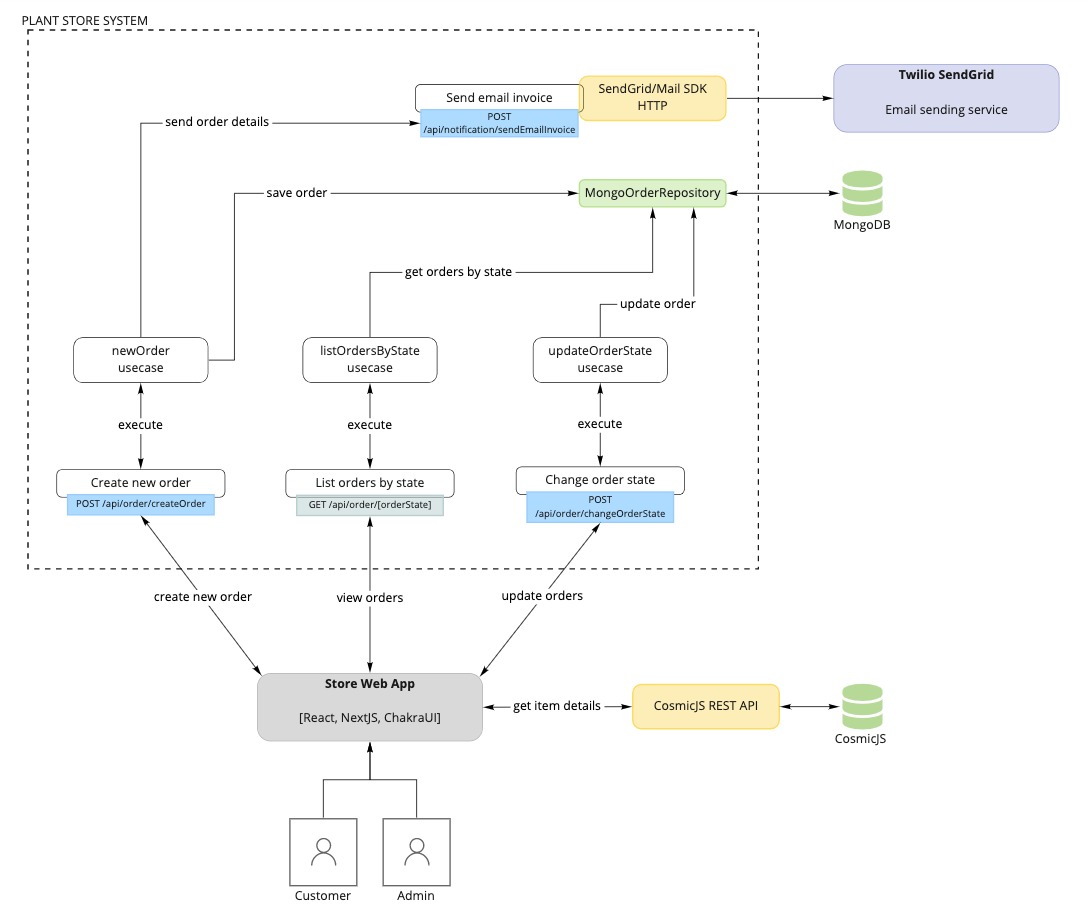 PLANT STORE SYSTEM
Send email invoice
POST
/api/notification/sendEmailInvoice
SendGrid/Mail SDK
HTTP
Twilio SendGrid
Email sending service
send order details
save order
MongoOrderRepository
MongoDB
get orders by state
update order
newOrder
usecase
listOrdersByState
usecase
updateOrderState
usecase
execute
execute
execute
Create new order
POST /api/order/createOrder
List orders by state
GET /api/order/[orderState]
Change order state
POST
/api/order/changeOrderState
create new order
view orders
update orders
Store Web App
[React, NextJS, ChakraUI]
get item details
CosmicJS REST API
CosmicJS
Customer
Admin